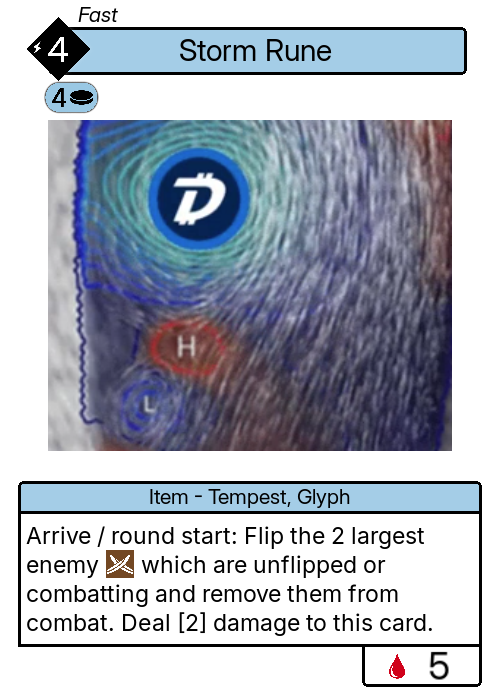 Fast
4
Storm Rune
4
H
L
Item - Tempest, Glyph
Arrive / round start: Flip the 2 largest
enemy which are unflipped or
combatting and remove them from
combat. Deal [2] damage to this card.
5